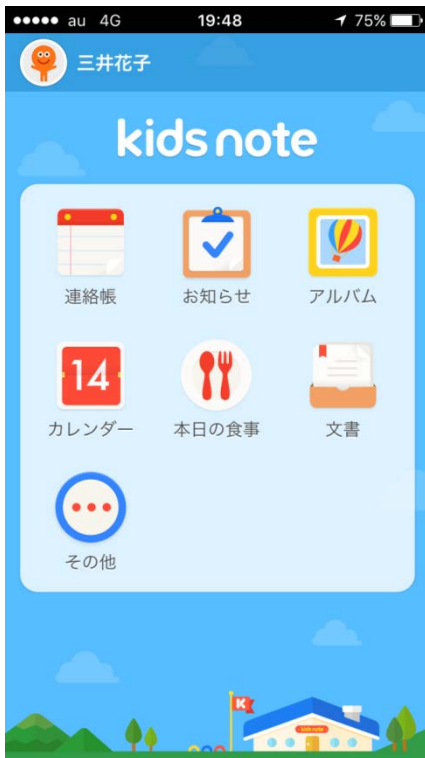 au 4G 19:48 75%
三井花子
kids note
連絡帳 お知らせ アルバム
14
カレンダー 本日の食事 文書
その他
K
kids note